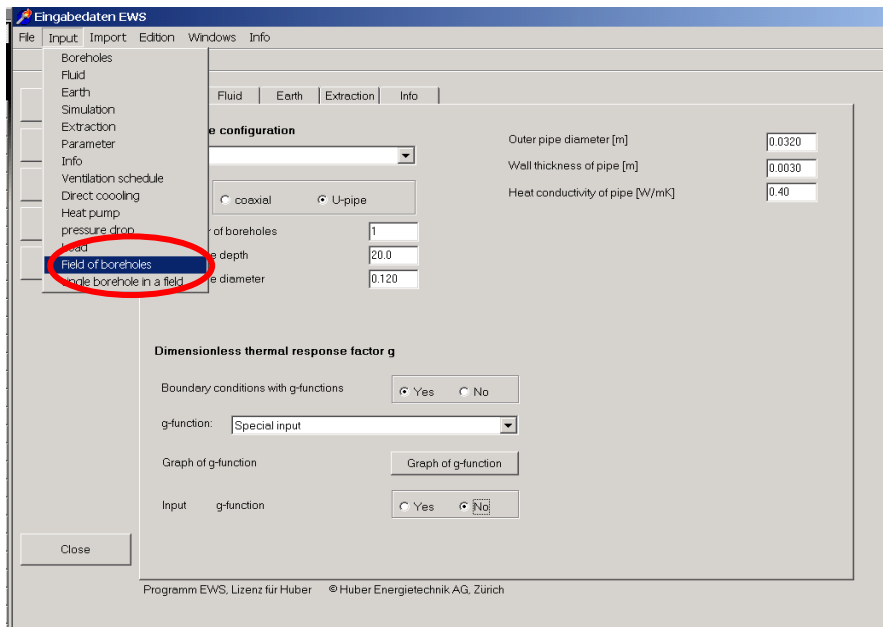 Eingabedaten EWS
File Input Import Edition Windows Info
Boreholes
Fluid
Earth
Simulation
Extraction
Parameter
Info
Ventilation schedule
Direct coooling
Heat pump
pressure drop
Load
Field of boreholes
single borehole in a field
Fluid Earth Extraction Info
configuration
coaxial U-pipe
of boreholes 1
depth 20.0
diameter 0.120
Outer pipe diameter [m] 0.0320
Wall thickness of pipe [m] 0.0030
Heat conductivity of pipe [W/mK] 0.40
Dimensionless thermal response factor g
Boundary conditions with g-functions Yes No
g-function: Special input
Graph of g-function Graph of g-function
Input g-function Yes No
Close
Programm EWS, Lizenz für Huber © Huber Energietechnik AG, Zürich